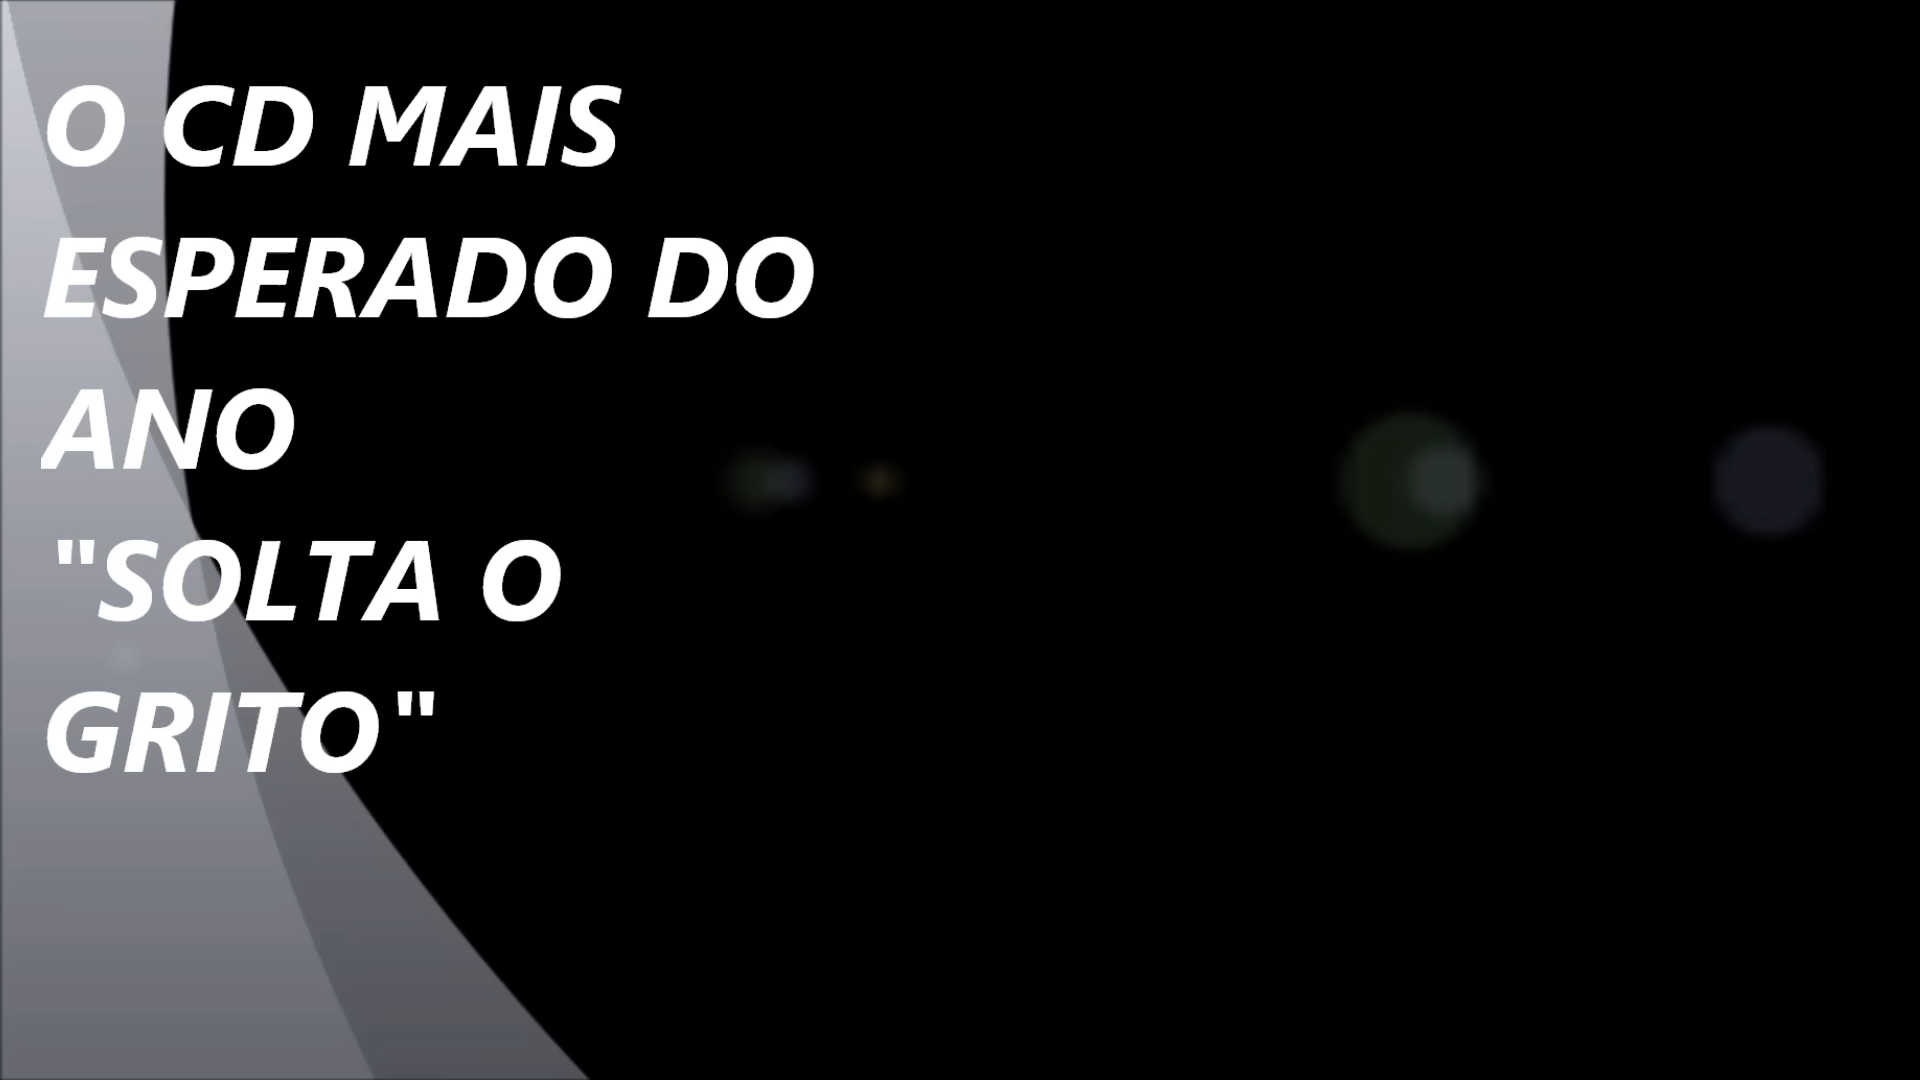 O CD MAIS
ESPERADO DO
ANO
"SOLTA O
GRITO"